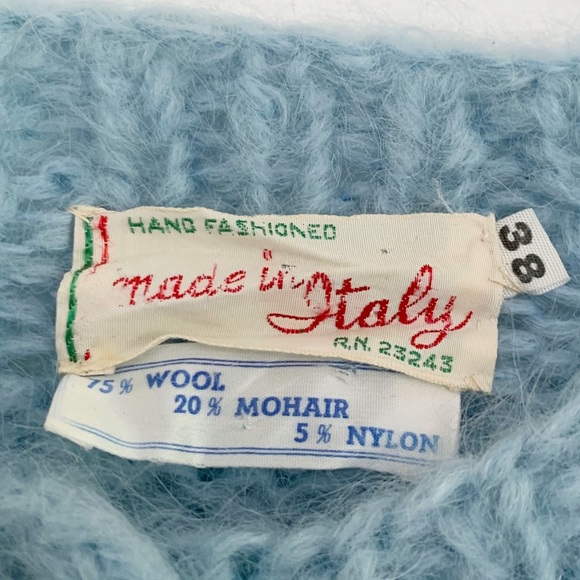 HAND FASHIONED
made in Italy
R.N. 23243
38
75% WOOL
20% MOHAIR
5% NYLON